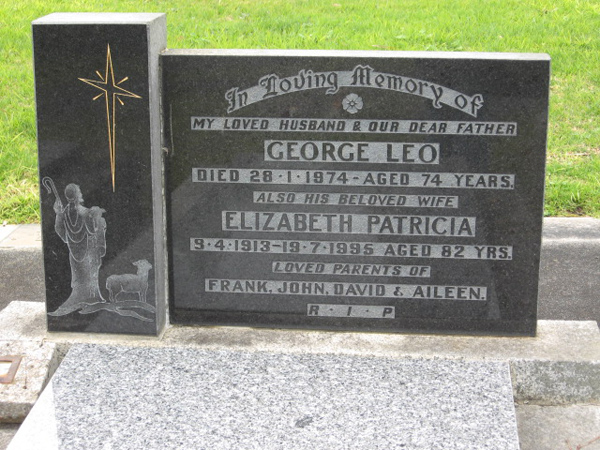 In Loving Memory of
MY LOVED HUSBAND & OUR DEAR FATHER
GEORGE LEO
DIED 28·1·1974-AGED 74 YEARS.
ALSO HIS BELOVED WIFE
ELIZABETH PATRICIA
9·4·1913-19·7·1995 AGED 82 YRS.
LOVED PARENTS OF
FRANK, JOHN, DAVID & AILEEN.
R·I·P